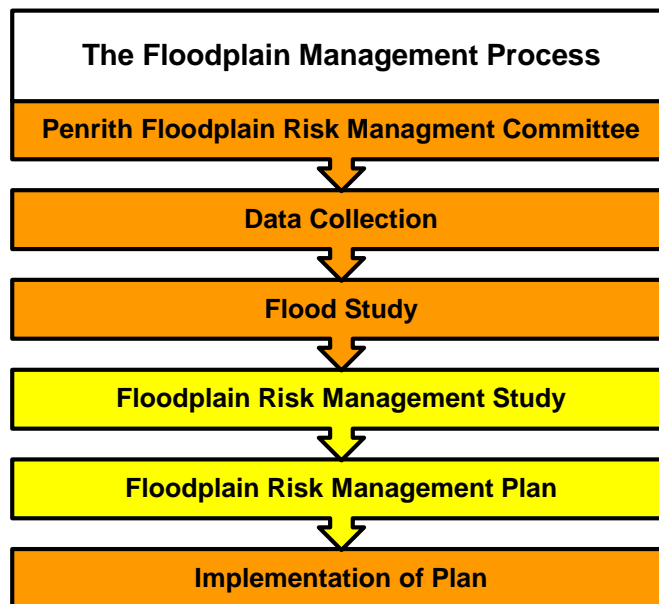 The Floodplain Management Process
Penrith Floodplain Risk Managment Committee
Data Collection
Flood Study
Floodplain Risk Management Study
Floodplain Risk Management Plan
Implementation of Plan